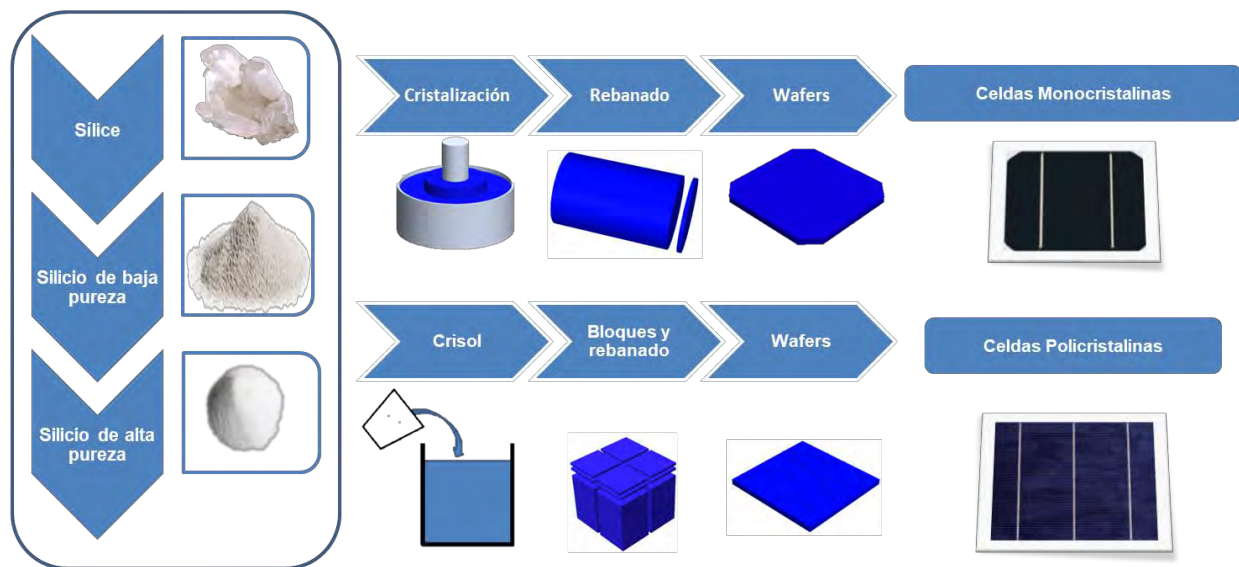 Sílice
Silicio de baja
pureza
Silicio de alta
pureza
Cristalización
Rebanado
Wafers
Celdas Monocristalinas
Crisol
Bloques y
rebanado
Wafers
Celdas Policristalinas